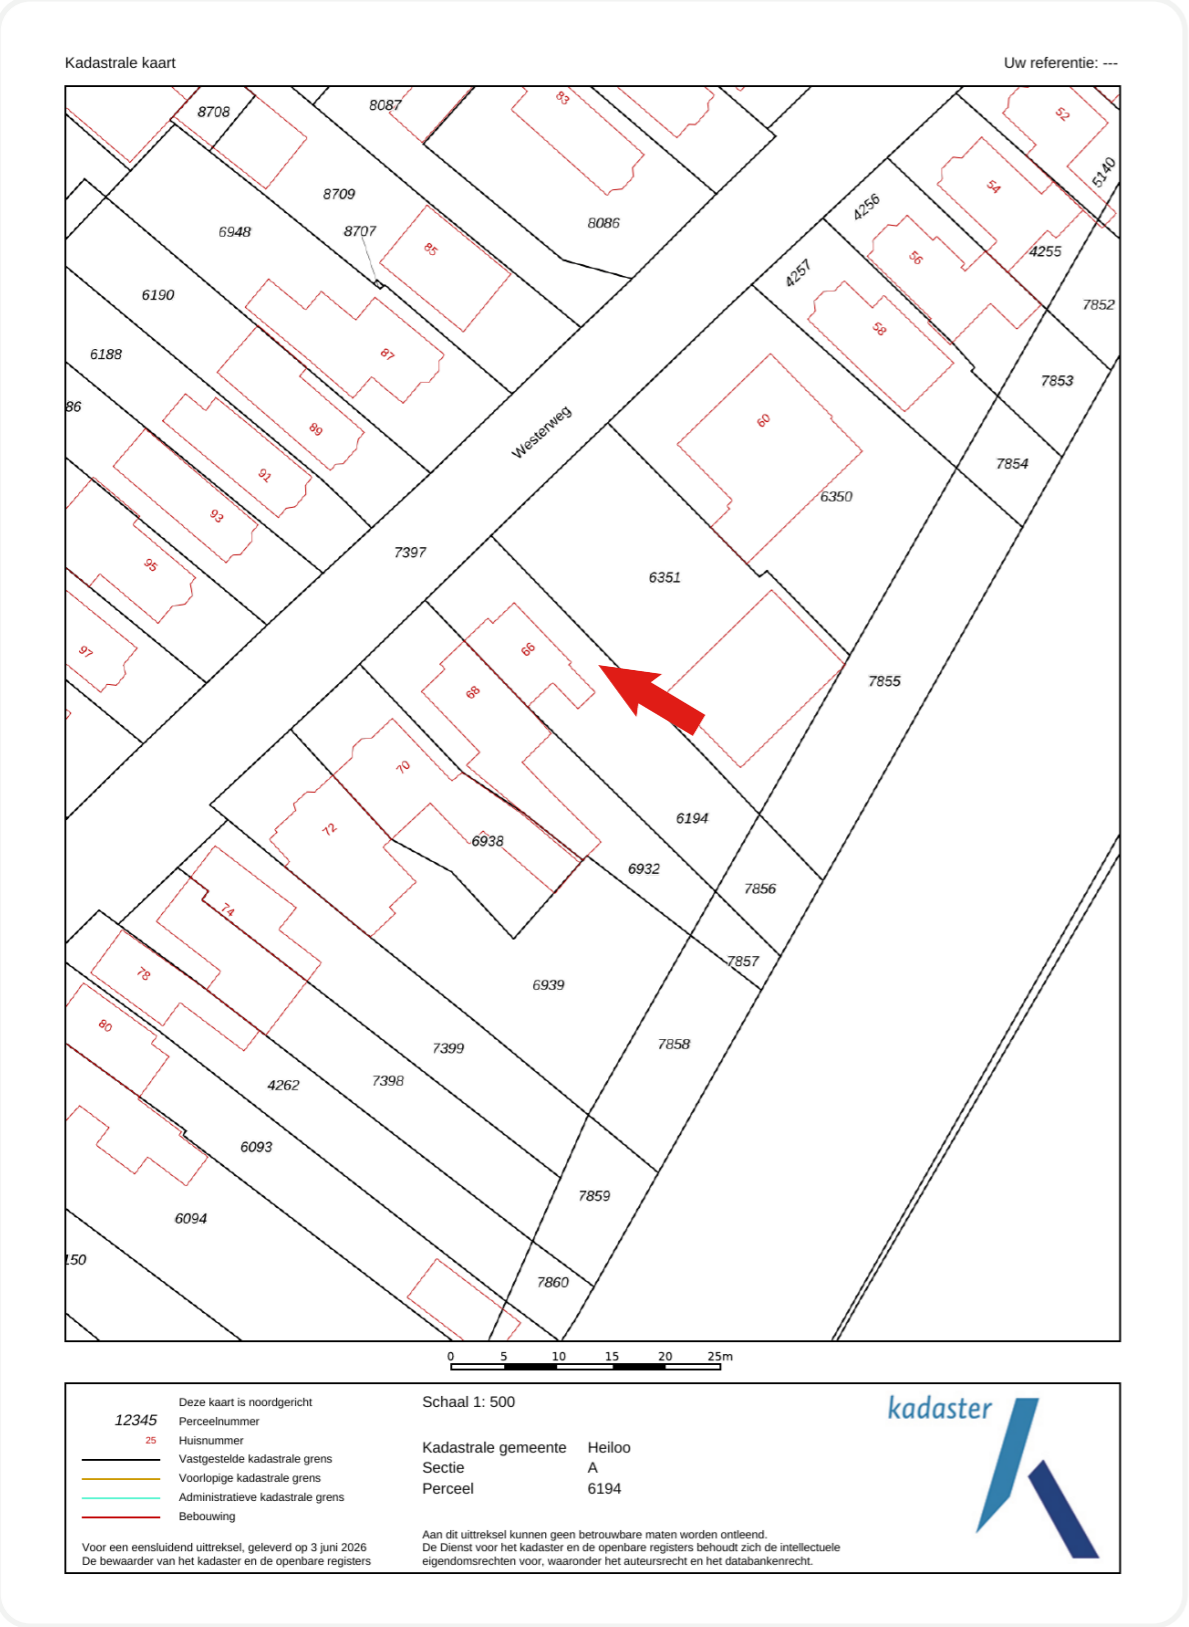 Kadastrale kaart
Uw referentie: ---
8708
8087
83
52
5140
8709
54
4256
6948
8707
8086
85
56
4255
4257
6190
7852
58
6188
87
7853
86
89
60
Westerweg
7854
91
6350
93
7397
95
6351
97
66
68
7855
70
72
6938
6194
6932
7856
74
7857
78
6939
80
7858
7399
7398
4262
6093
7859
6094
150
7860
0 5 10 15 20 25m
Deze kaart is noordgericht
12345 Perceelnummer
25 Huisnummer
Vastgestelde kadastrale grens
Voorlopige kadastrale grens
Administratieve kadastrale grens
Bebouwing
Voor een eensluidend uittreksel, geleverd op 3 juni 2026
De bewaarder van het kadaster en de openbare registers
Schaal 1: 500
Kadastrale gemeente Heiloo
Sectie A
Perceel 6194
Aan dit uittreksel kunnen geen betrouwbare maten worden ontleend.
De Dienst voor het kadaster en de openbare registers behoudt zich de intellectuele
eigendomsrechten voor, waaronder het auteursrecht en het databankenrecht.
kadaster